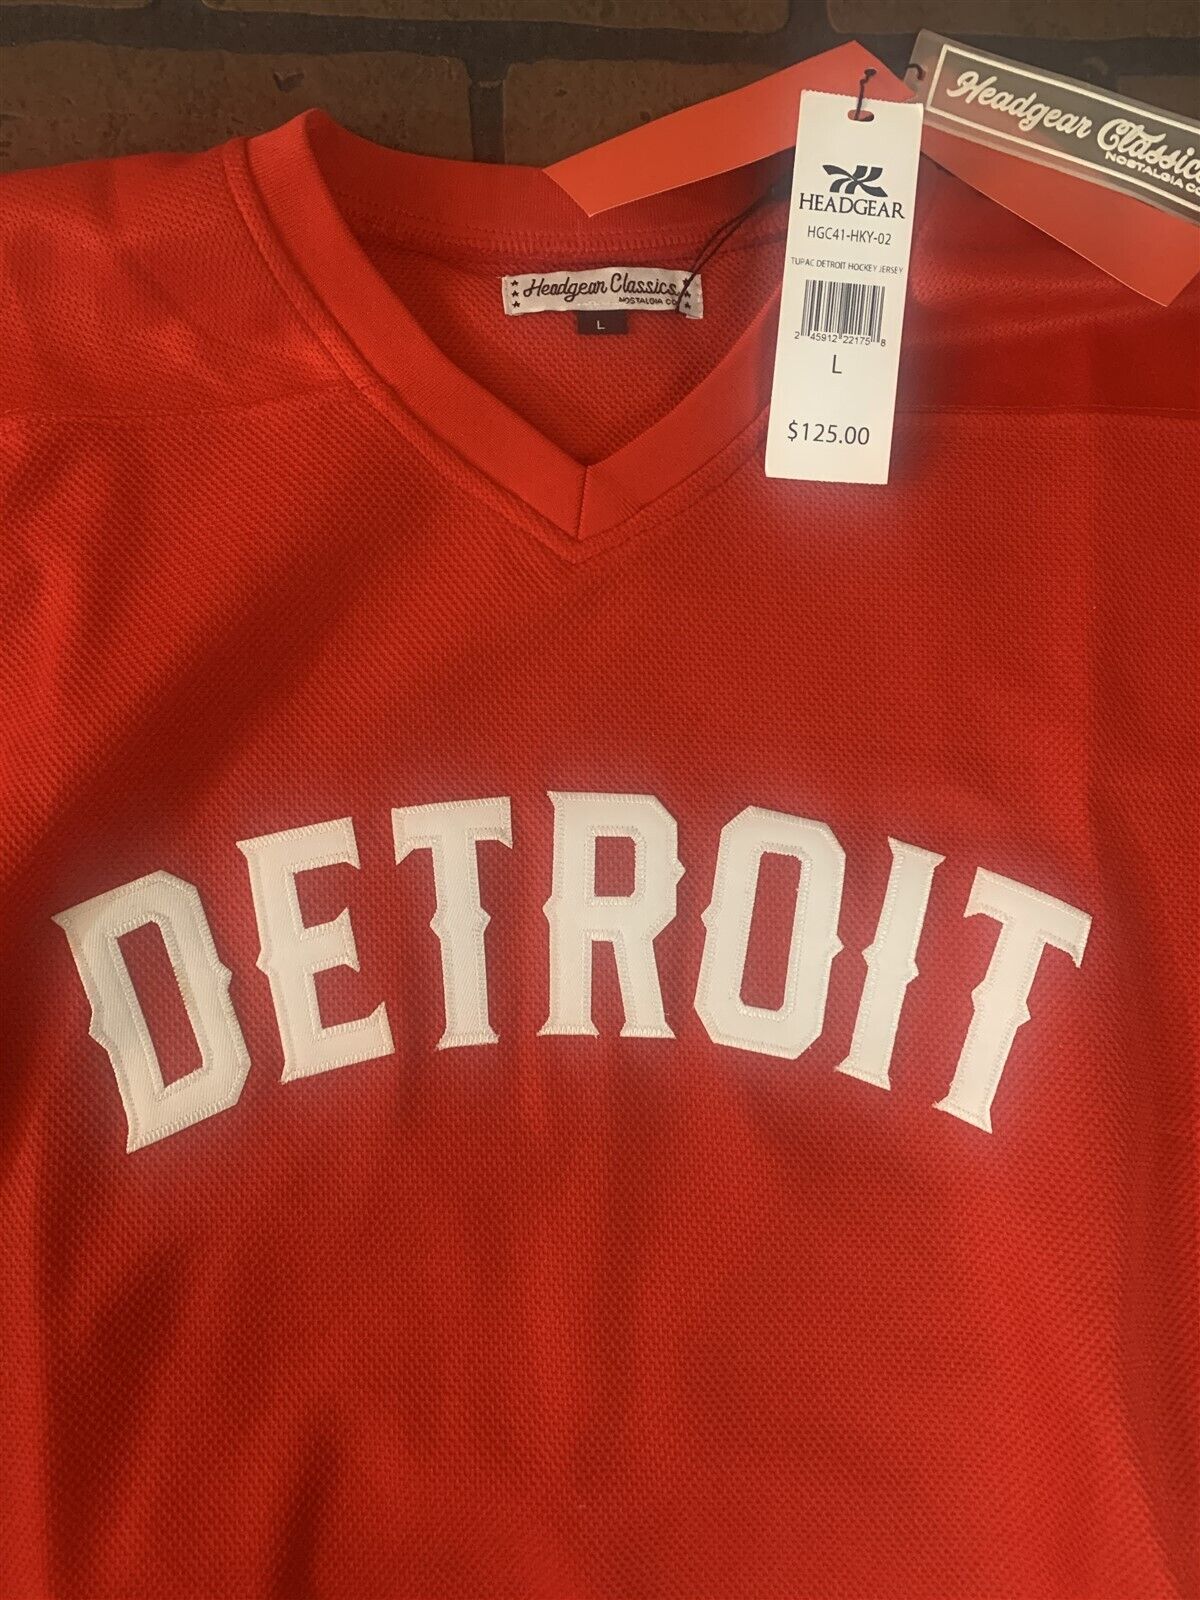 Headgear Classics
NOSTALGIA CO.
HEADGEAR
HGC41-HKY-02
TUPAC DETROIT HOCKEY JERSEY
2 45912 22175 8
L
$125.00
Headgear Classics
NOSTALGIA CO.
L
DETROIT